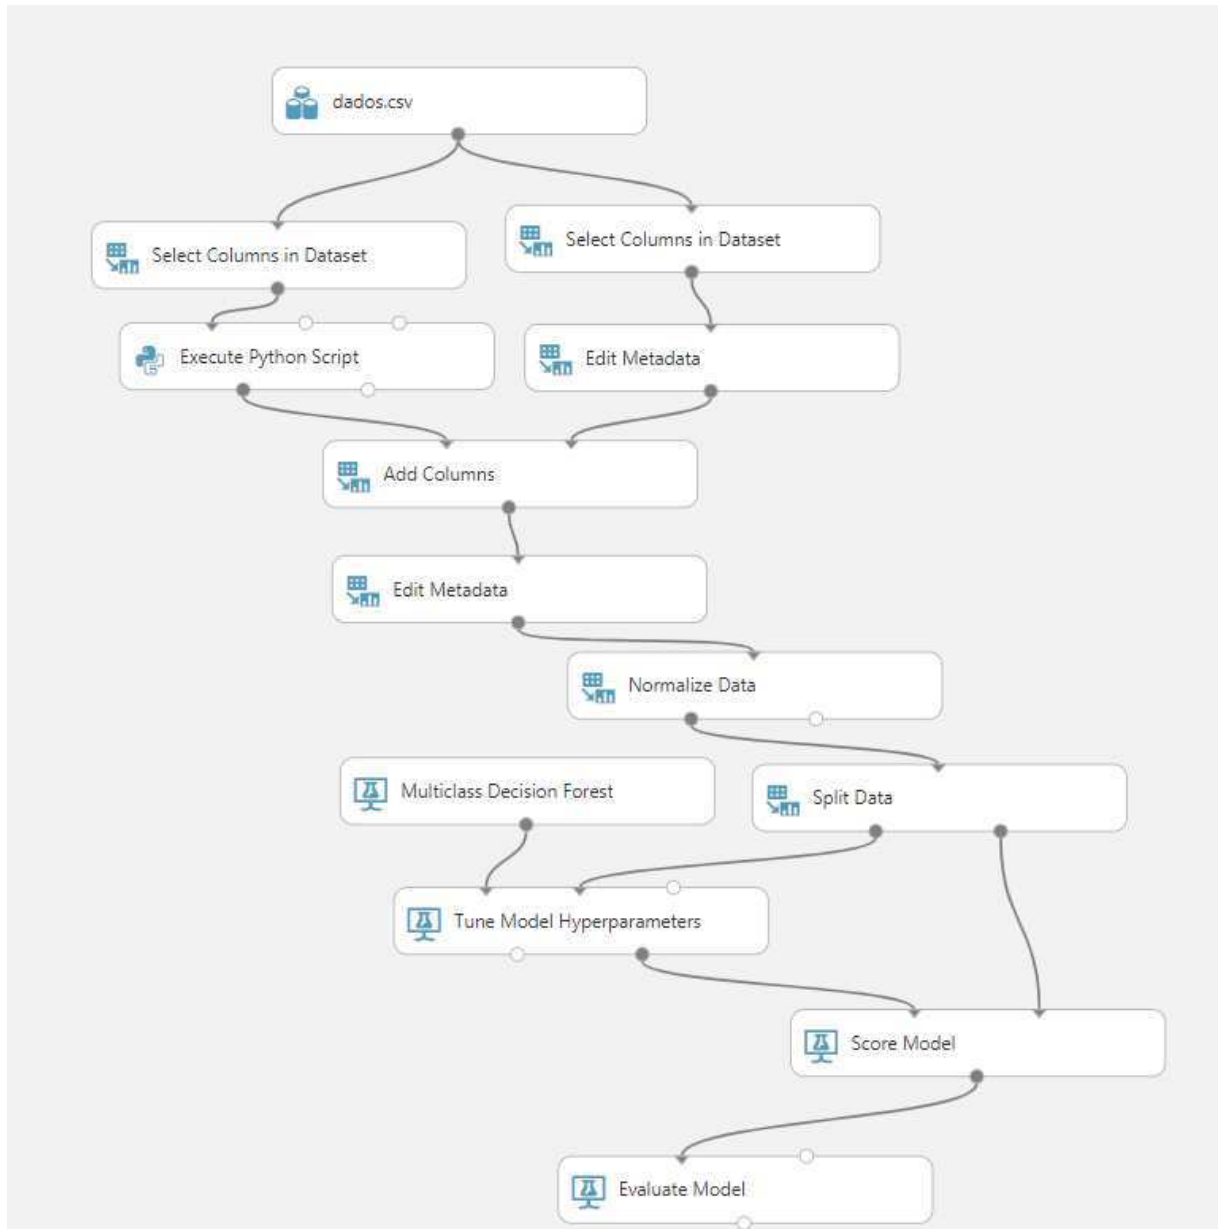 dados.csv
Select Columns in Dataset
Select Columns in Dataset
Execute Python Script
Edit Metadata
Add Columns
Edit Metadata
Normalize Data
Multiclass Decision Forest
Split Data
Tune Model Hyperparameters
Score Model
Evaluate Model